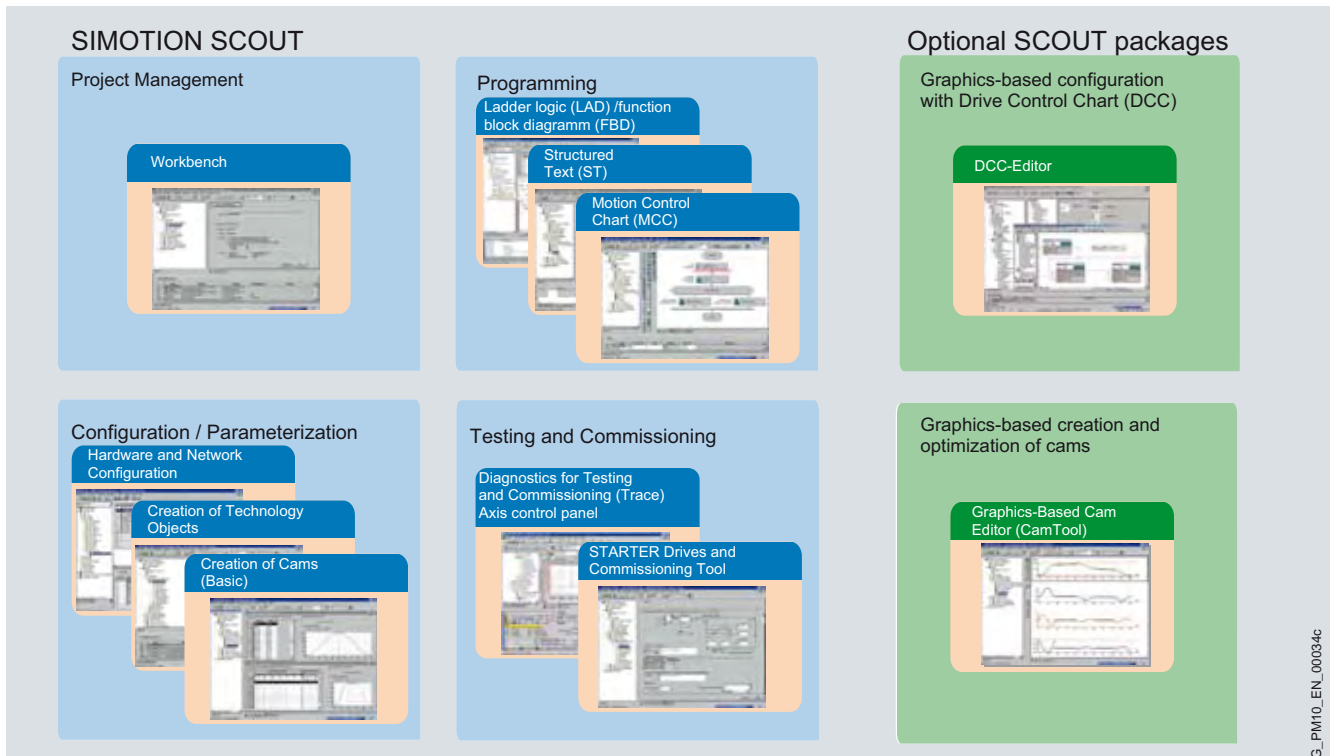 SIMOTION SCOUT
Optional SCOUT packages
Project Management
Workbench
Programming
Ladder logic (LAD) /function
block diagramm (FBD)
Structured
Text (ST)
Motion Control
Chart (MCC)
Graphics-based configuration
with Drive Control Chart (DCC)
DCC-Editor
Configuration / Parameterization
Hardware and Network
Configuration
Creation of Technology
Objects
Creation of Cams
(Basic)
Testing and Commissioning
Diagnostics for Testing
and Commissioning (Trace)
Axis control panel
STARTER Drives and
Commissioning Tool
Graphics-based creation and
optimization of cams
Graphics-Based Cam
Editor (CamTool)
G_PM10_EN_00034c